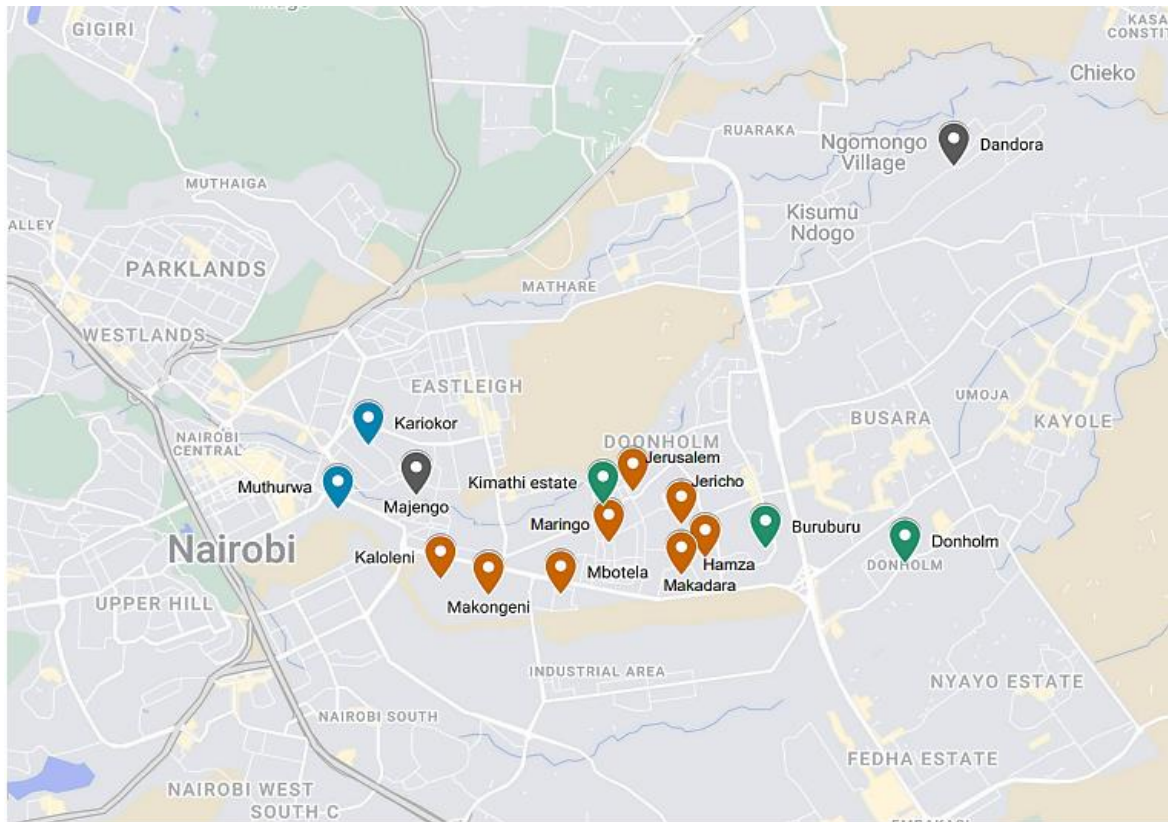 GIGIRI
KASA
CONSTIT
Chieko
RUARAKA
Ngomongo
Village
Dandora
MUTHAIGA
Kisumu
Ndogo
ALLEY
PARKLANDS
MATHARE
WESTLANDS
EASTLEIGH
UMOJA
BUSARA
KAYOLE
Kariokor
NAIROBI
CENTRAL
DOONHOLM
Jerusalem
Muthurwa
Majengo
Kimathi estate
Jericho
Maringo
Buruburu
Donholm
DONHOLM
Nairobi
Kaloleni
Mbotela
Hamza
Makadara
Makongeni
UPPER HILL
INDUSTRIAL AREA
NYAYO ESTATE
NAIROBI SOUTH
FEDHA ESTATE
NAIROBI WEST
SOUTH C